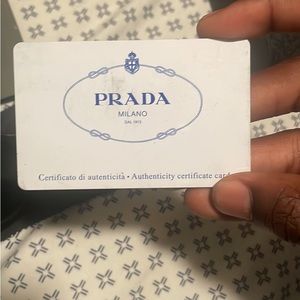 PRADA
MILANO
DAL 1913
Certificato di autenticità • Authenticity certificate card